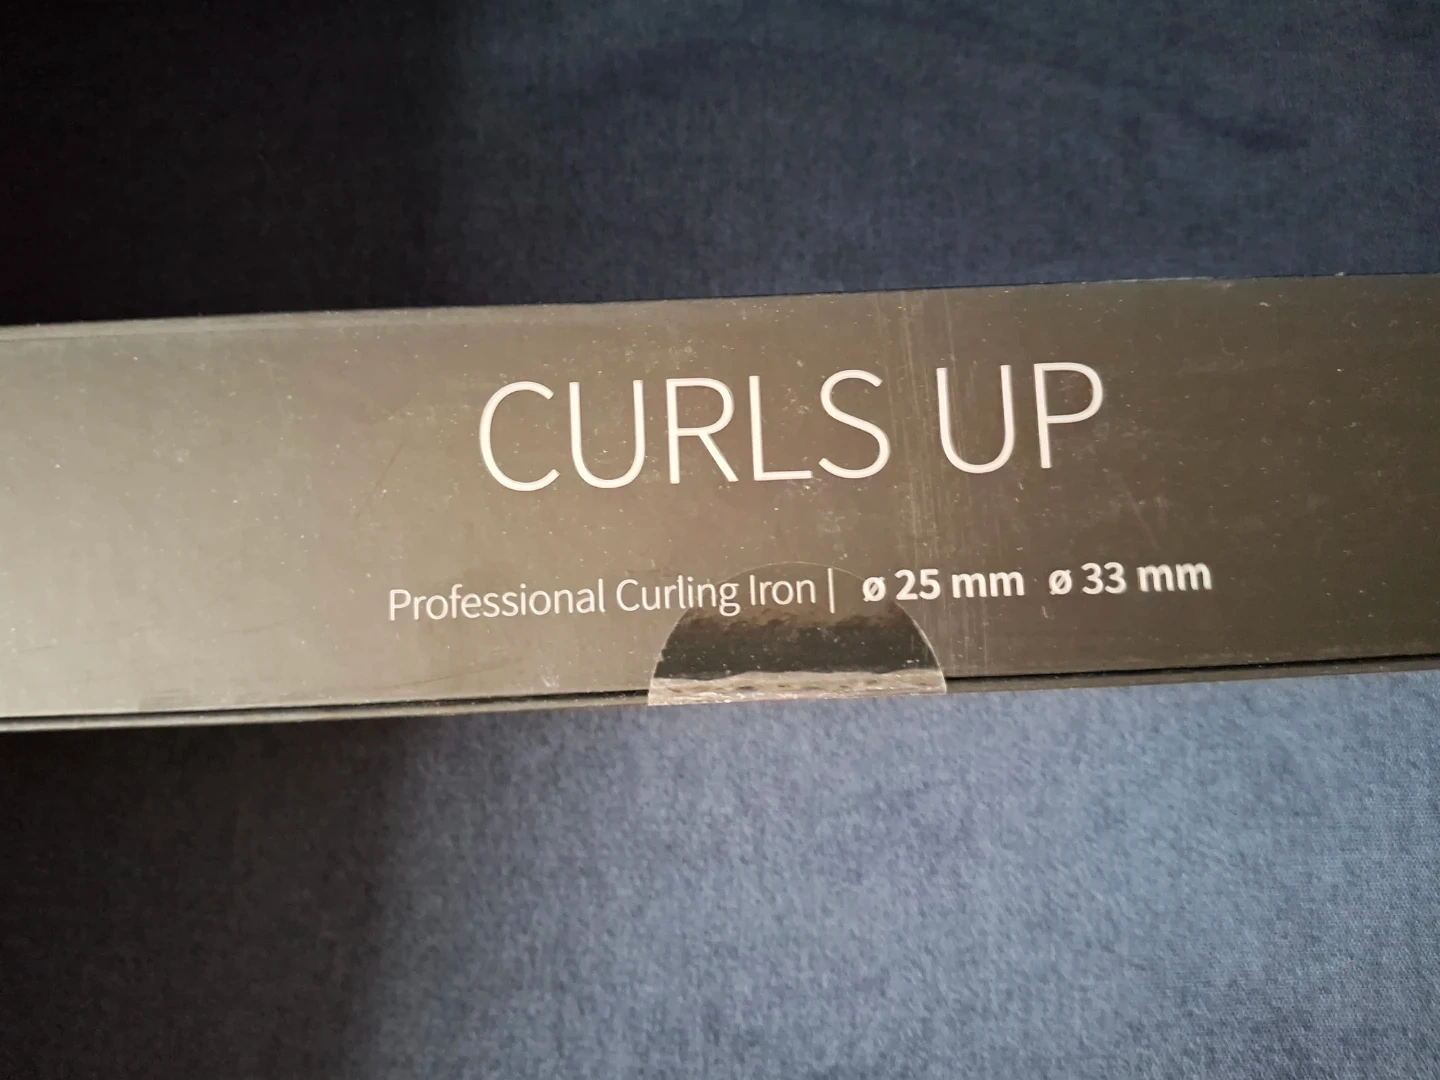 CURLS UP
Professional Curling Iron | ø 25 mm ø 33 mm